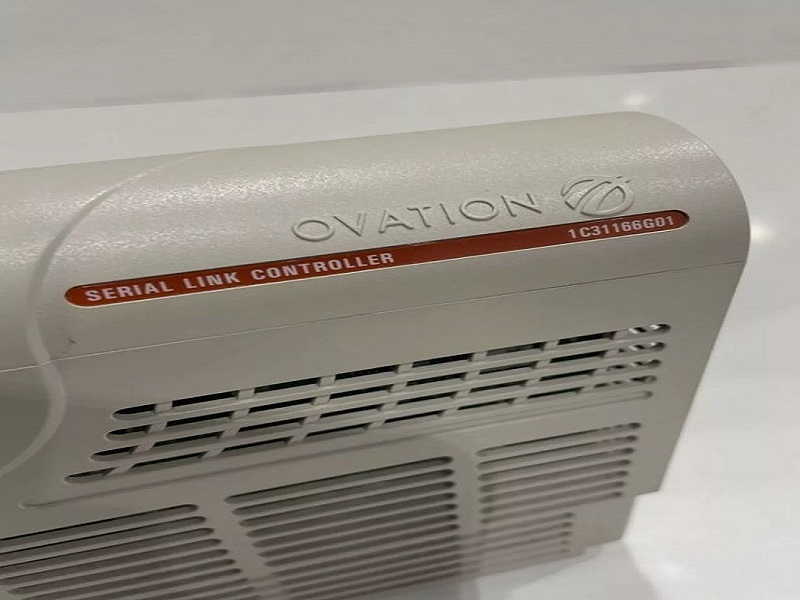 OVATION
SERIAL LINK CONTROLLER 1C31166G01